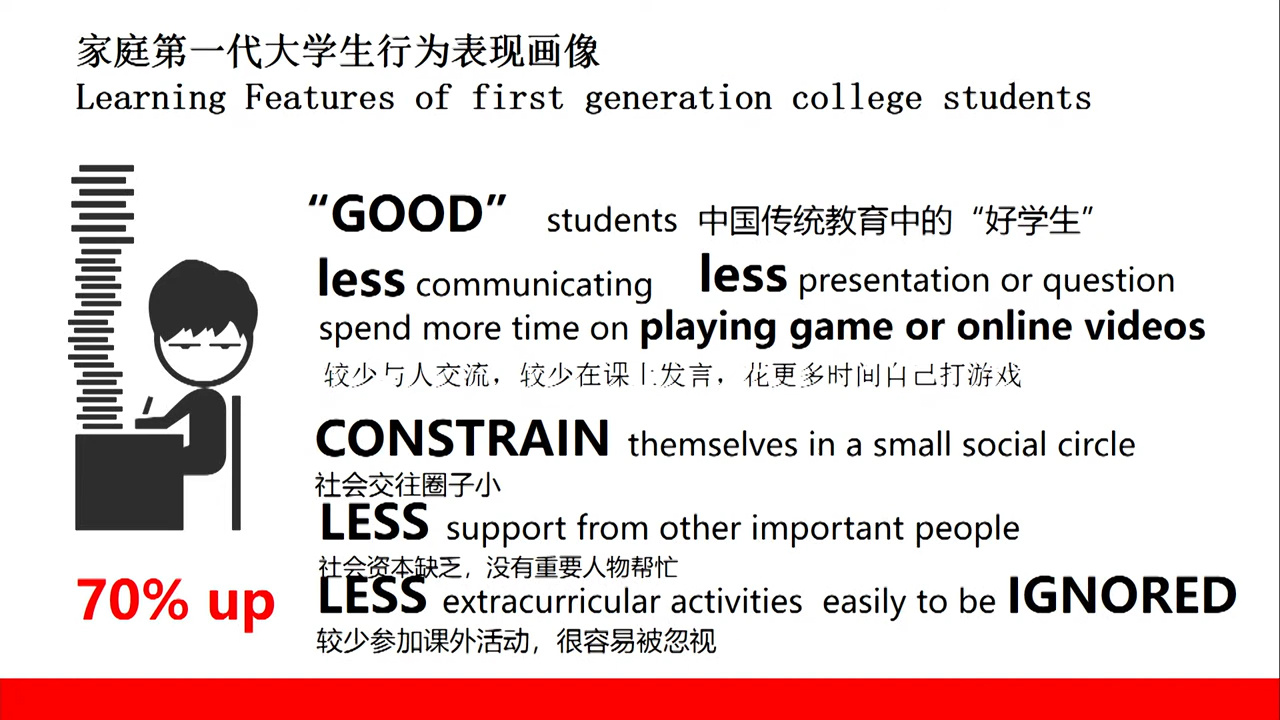 家庭第一代大学生行为表现画像
Learning Features of first generation college students
“GOOD” students 中国传统教育中的“好学生”
less communicating less presentation or question
spend more time on playing game or online videos
较少与人交流，较少在课上发言，花更多时间自己打游戏
CONSTRAIN themselves in a small social circle
社会交往圈子小
LESS support from other important people
社会资本缺乏，没有重要人物帮忙
70% up
LESS extracurricular activities easily to be IGNORED
较少参加课外活动，很容易被忽视